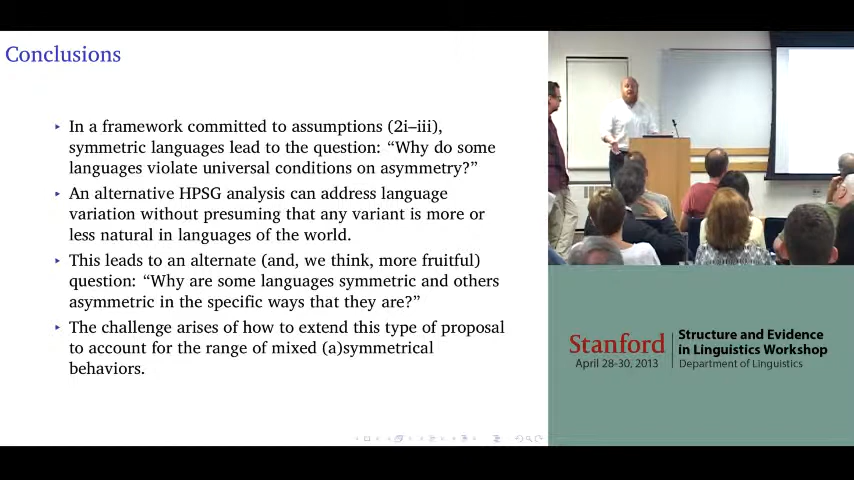 Conclusions
In a framework committed to assumptions (2i–iii),
symmetric languages lead to the question: “Why do some
languages violate universal conditions on asymmetry?”
An alternative HPSG analysis can address language
variation without presuming that any variant is more or
less natural in languages of the world.
This leads to an alternate (and, we think, more fruitful)
question: “Why are some languages symmetric and others
asymmetric in the specific ways that they are?”
The challenge arises of how to extend this type of proposal
to account for the range of mixed (a)symmetrical
behaviors.
Stanford
April 28-30, 2013
Structure and Evidence
in Linguistics Workshop
Department of Linguistics